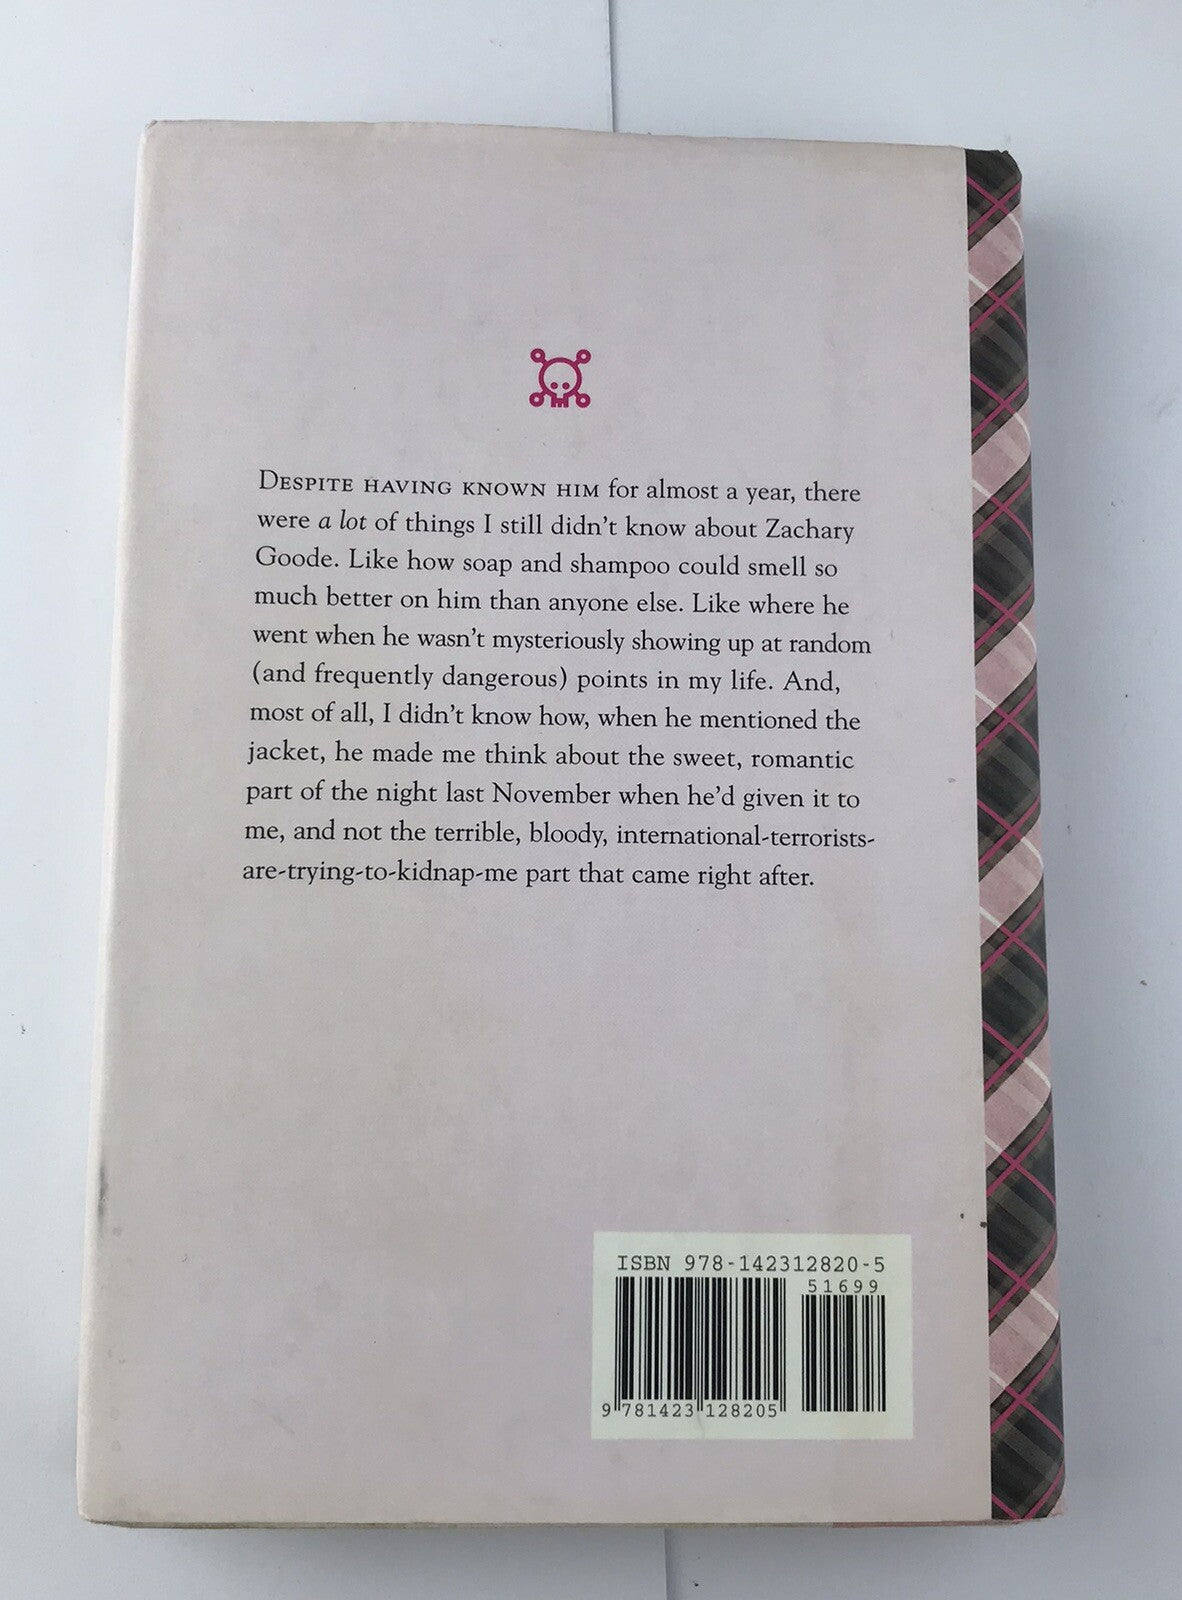 DESPITE HAVING KNOWN HIM for almost a year, there
were a lot of things I still didn't know about Zachary
Goode. Like how soap and shampoo could smell so
much better on him than anyone else. Like where he
went when he wasn't mysteriously showing up at random
(and frequently dangerous) points in my life. And,
most of all, I didn't know how, when he mentioned the
jacket, he made me think about the sweet, romantic
part of the night last November when he'd given it to
me, and not the terrible, bloody, international-terrorists-
are-trying-to-kidnap-me part that came right after.
ISBN 978-142312820-5
51699
9 781423 128205